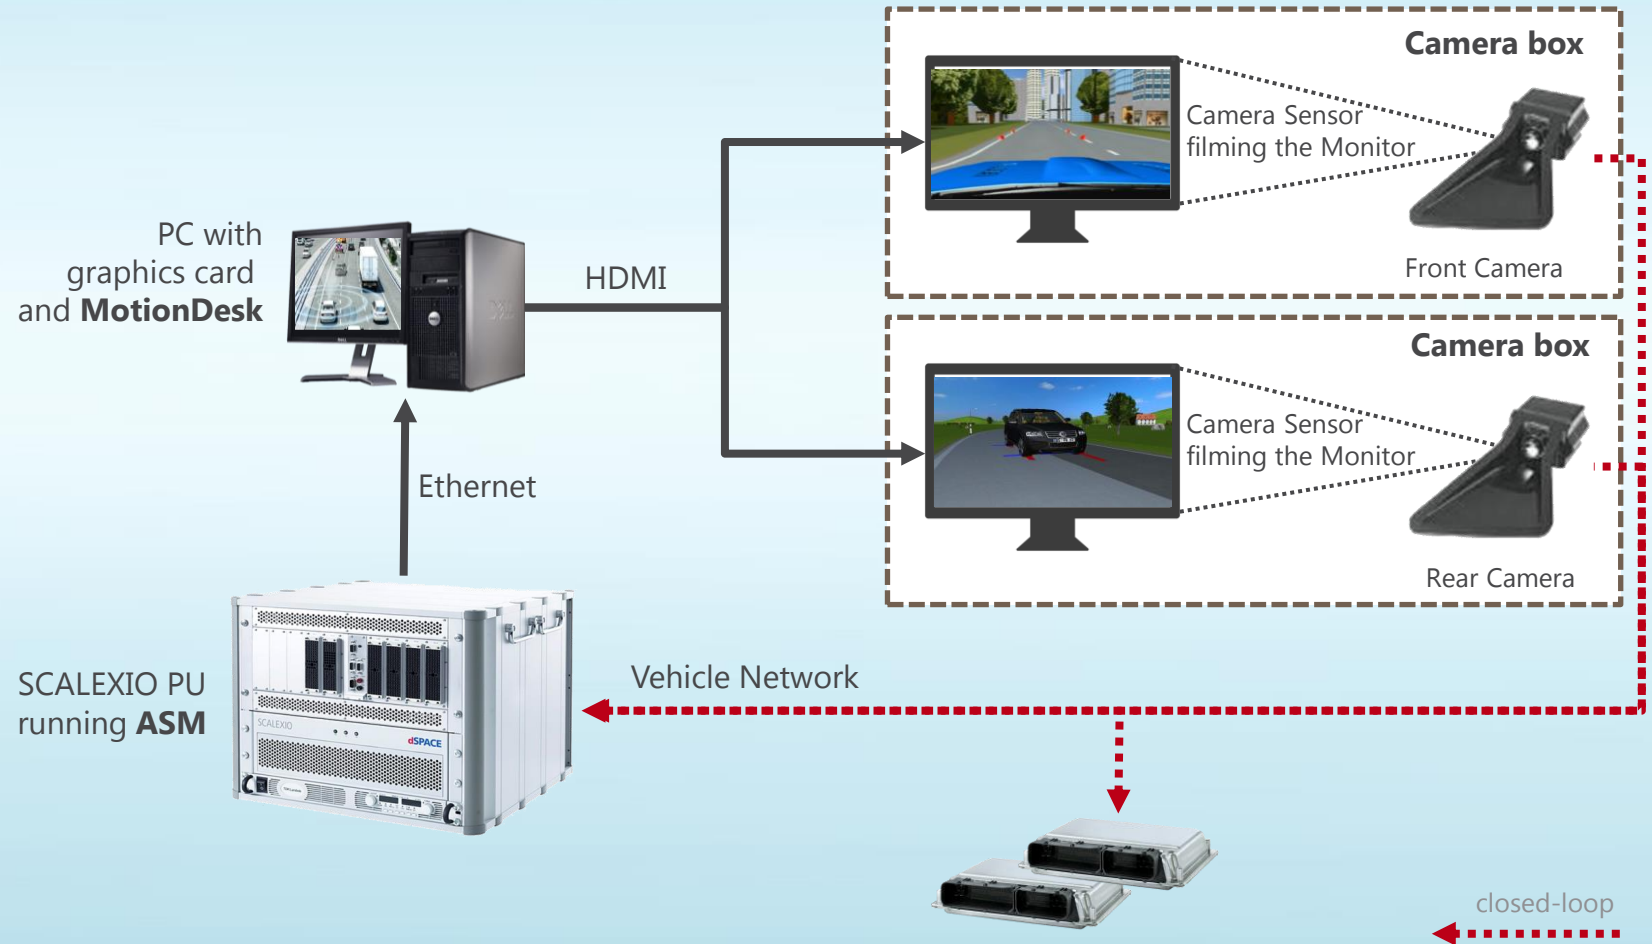 Camera box
Camera Sensor
filming the Monitor
Front Camera
PC with
graphics card
and MotionDesk
HDMI
Camera box
Camera Sensor
filming the Monitor
Rear Camera
Ethernet
SCALEXIO PU
running ASM
SCALEXIO
dSPACE
Vehicle Network
closed-loop